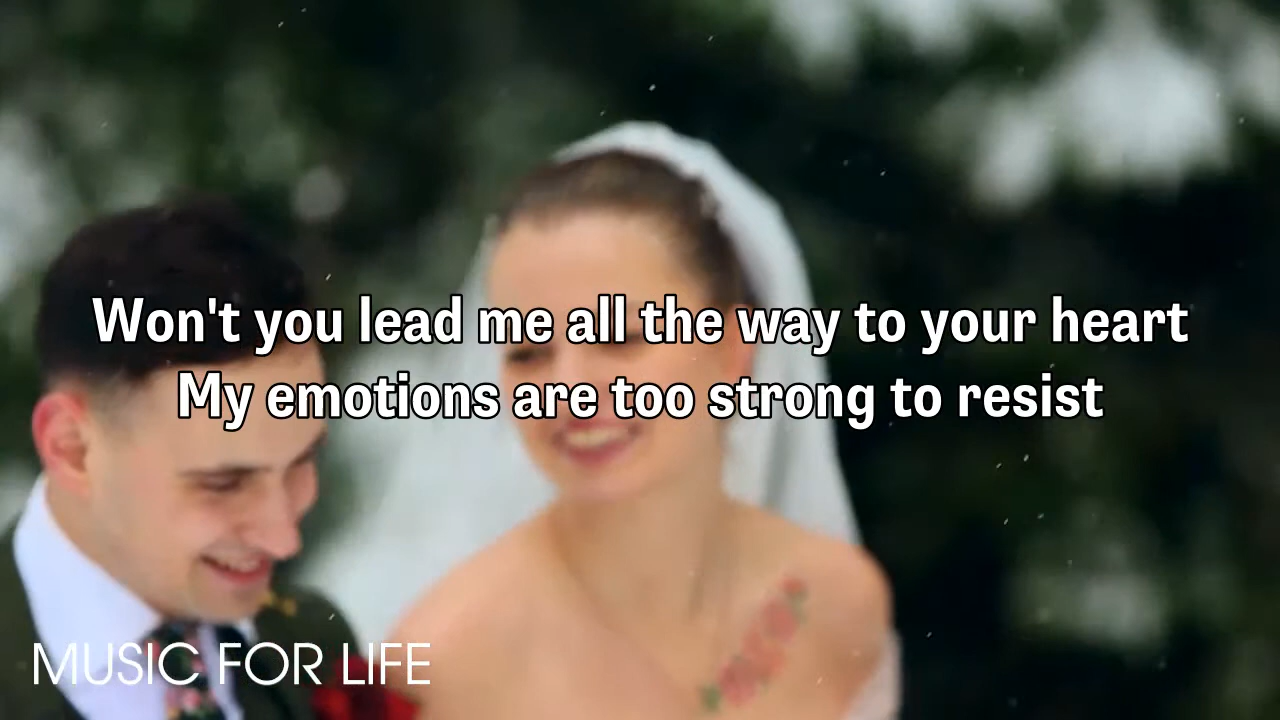 Won't you lead me all the way to your heart
My emotions are too strong to resist
MUSIC FOR LIFE